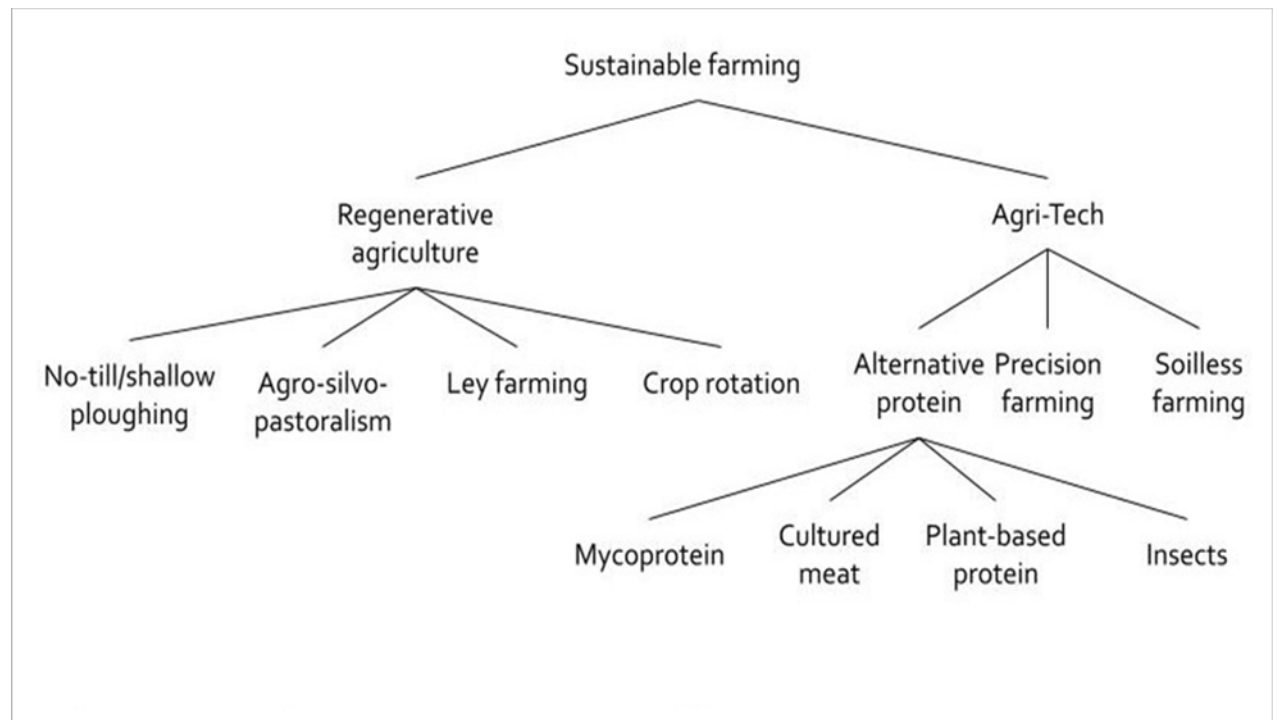 Sustainable farming
Regenerative
agriculture
Agri-Tech
No-till/shallow
ploughing
Agro-silvo-
pastoralism
Ley farming
Crop rotation
Alternative
protein
Precision
farming
Soilless
farming
Mycoprotein
Cultured
meat
Plant-based
protein
Insects